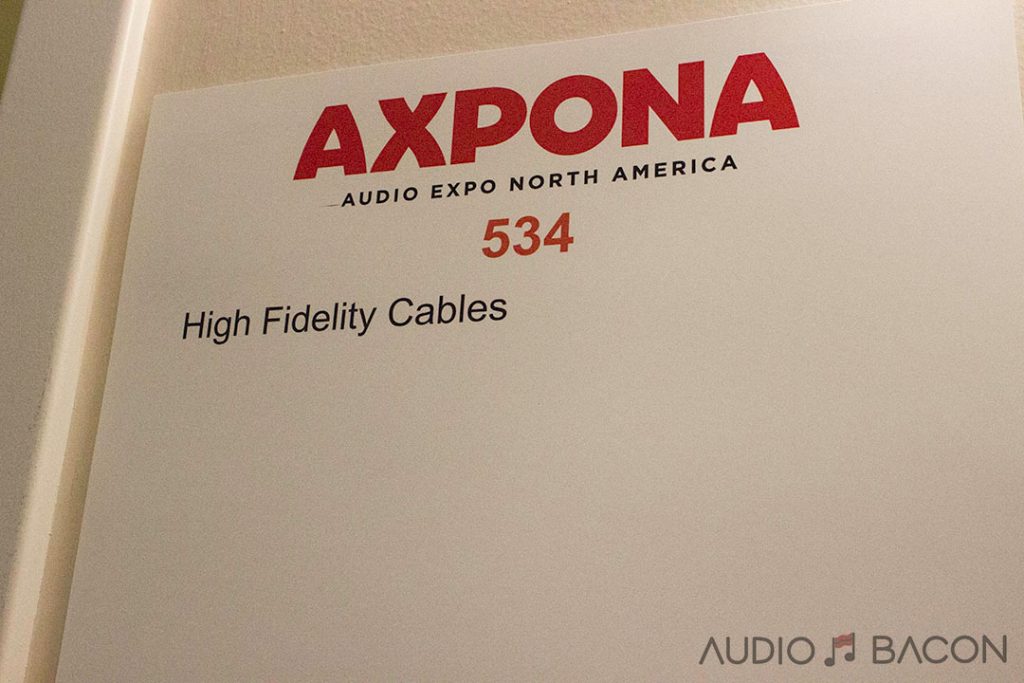 AXPONA
AUDIO EXPO NORTH AMERICA
534
High Fidelity Cables
AUDIO BACON